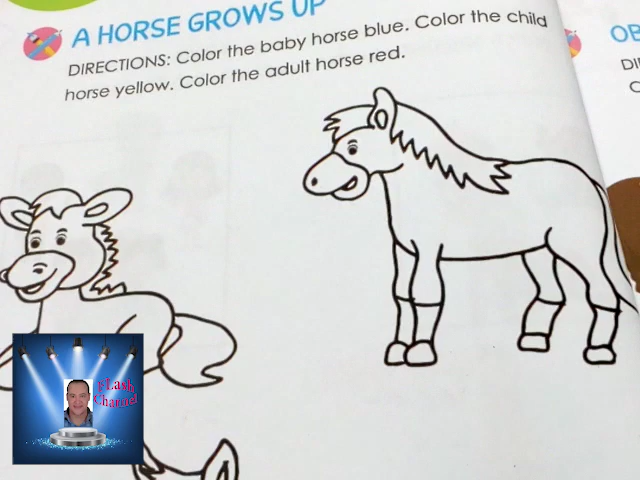 A HORSE GROWS UP
DIRECTIONS: Color the baby horse blue. Color the child
horse yellow. Color the adult horse red.
OB
DI
C
Lash
Channel